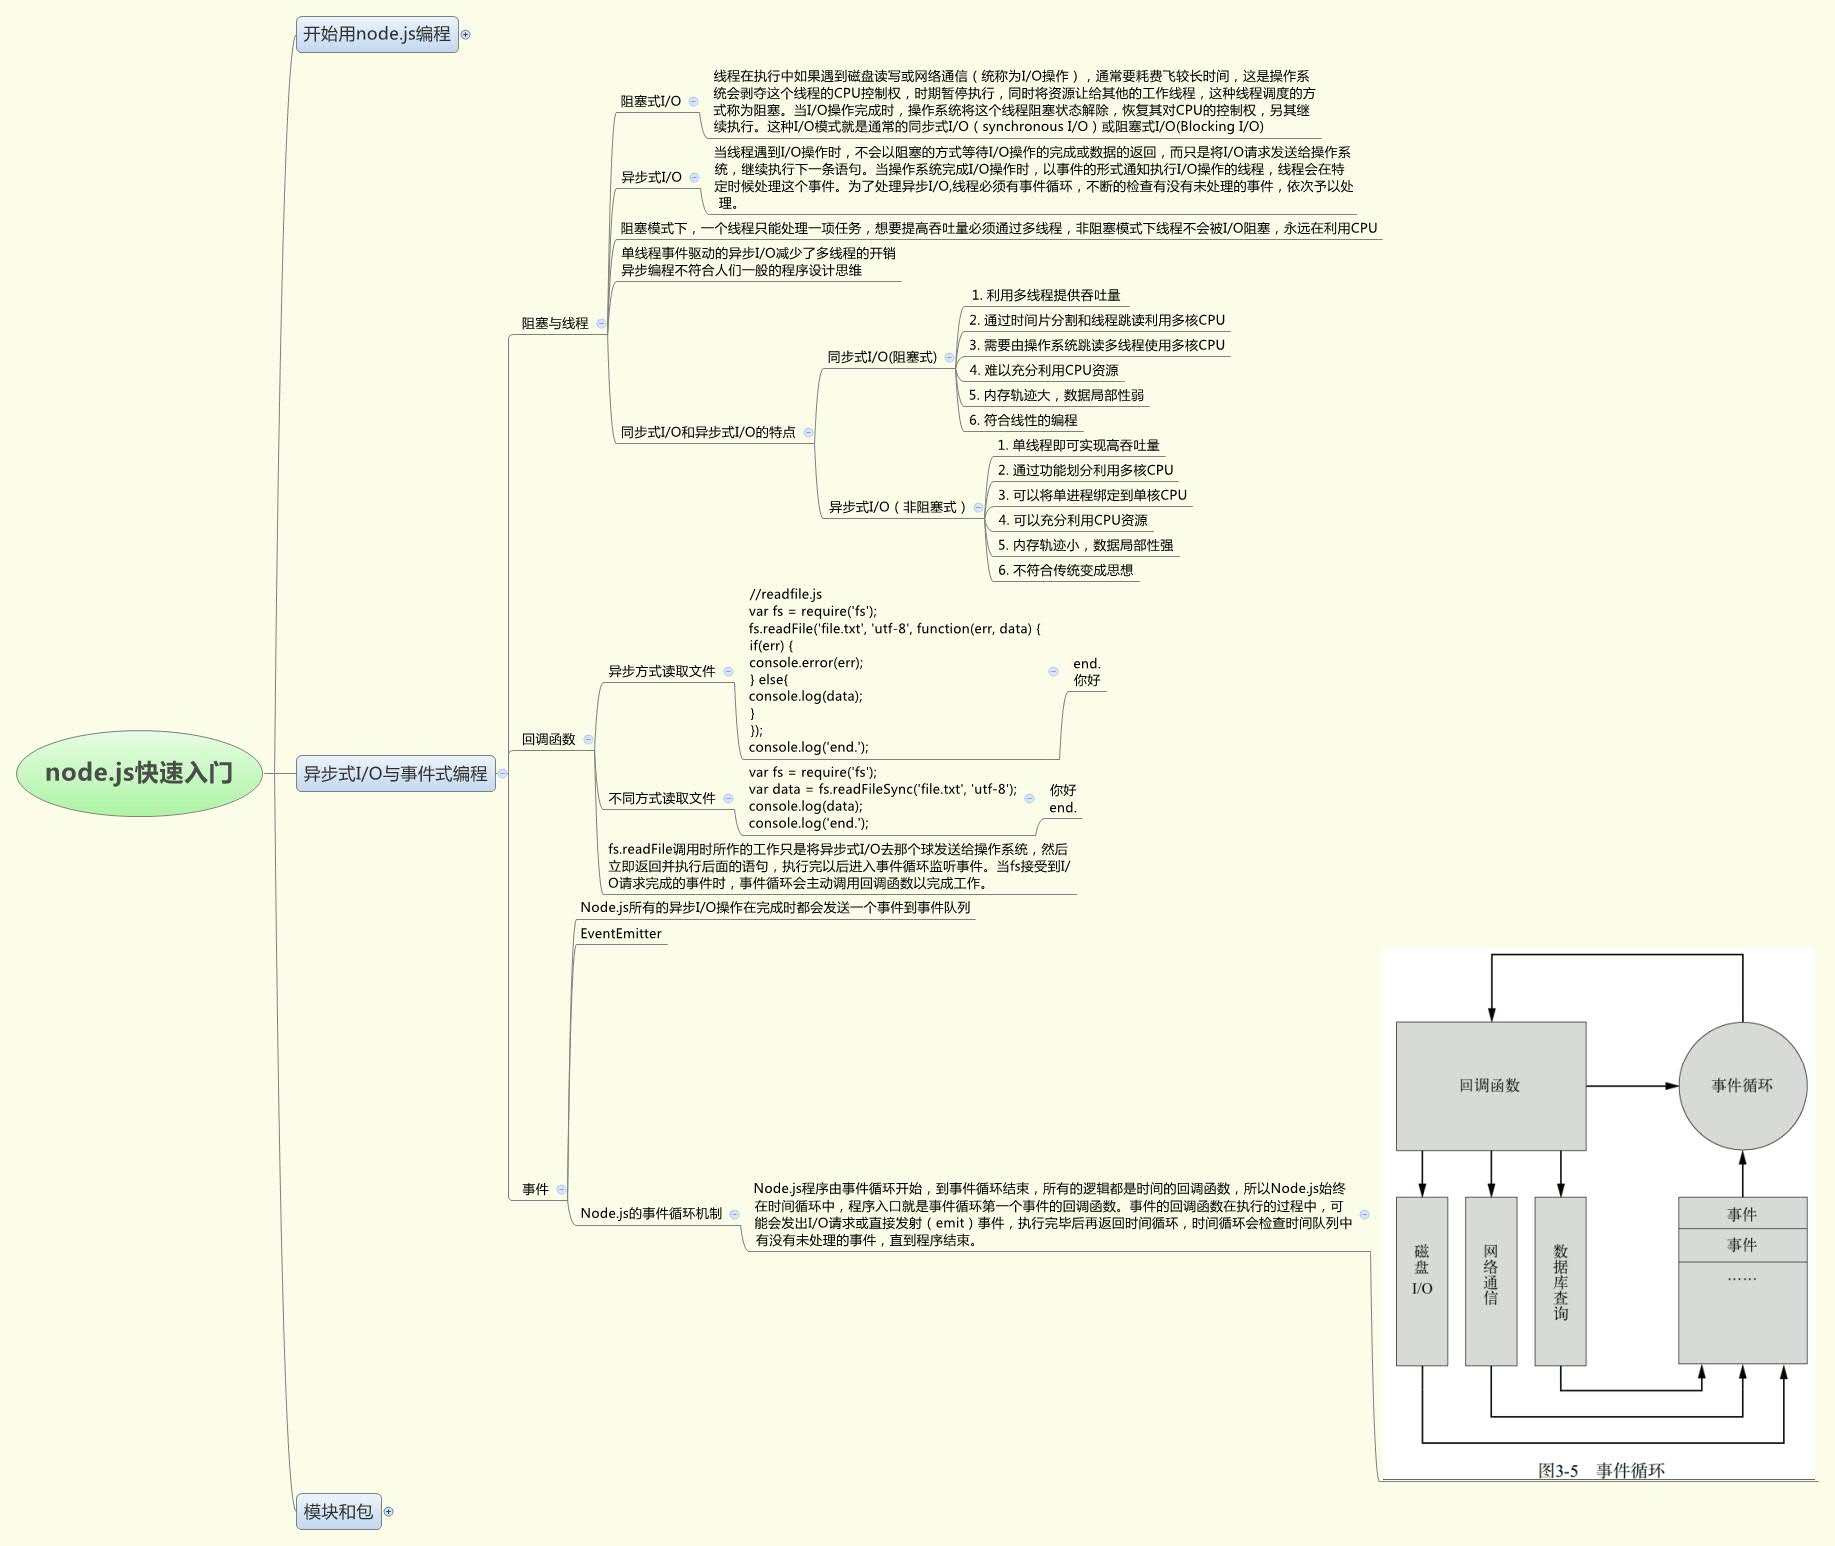 开始用node.js编程
阻塞式I/O
线程在执行中如果遇到磁盘读写或网络通信（统称为I/O操作），通常要耗费飞较长时间，这是操作系
统会剥夺这个线程的CPU控制权，时期暂停执行，同时将资源让给其他的工作线程，这种线程调度的方
式称为阻塞。当I/O操作完成时，操作系统将这个线程阻塞状态解除，恢复其对CPU的控制权，另其继
续执行。这种I/O模式就是通常的同步式I/O（synchronous I/O）或阻塞式I/O(Blocking I/O)
异步式I/O
当线程遇到I/O操作时，不会以阻塞的方式等待I/O操作的完成或数据的返回，而只是将I/O请求发送给操作系
统，继续执行下一条语句。当操作系统完成I/O操作时，以事件的形式通知执行I/O操作的线程，线程会在特
定时候处理这个事件。为了处理异步I/O,线程必须有事件循环，不断的检查有没有未处理的事件，依次予以处
理。
阻塞模式下，一个线程只能处理一项任务，想要提高吞吐量必须通过多线程，非阻塞模式下线程不会被I/O阻塞，永远在利用CPU
单线程事件驱动的异步I/O减少了多线程的开销
异步编程不符合人们一般的程序设计思维
阻塞与线程
同步式I/O和异步式I/O的特点
同步式I/O(阻塞式)
1. 利用多线程提供吞吐量
2. 通过时间片分割和线程跳读利用多核CPU
3. 需要由操作系统跳读多线程使用多核CPU
4. 难以充分利用CPU资源
5. 内存轨迹大，数据局部性弱
6. 符合线性的编程
异步式I/O（非阻塞式）
1. 单线程即可实现高吞吐量
2. 通过功能划分利用多核CPU
3. 可以将单进程绑定到单核CPU
4. 可以充分利用CPU资源
5. 内存轨迹小，数据局部性强
6. 不符合传统变成思想
node.js快速入门
异步式I/O与事件式编程
回调函数
异步方式读取文件
//readfile.js
var fs = require('fs');
fs.readFile('file.txt', 'utf-8', function(err, data) {
if(err) {
console.error(err);
} else{
console.log(data);
}
});
console.log('end.');
end.
你好
不同方式读取文件
var fs = require('fs');
var data = fs.readFileSync('file.txt', 'utf-8');
console.log(data);
console.log('end.');
你好
end.
fs.readFile调用时所作的工作只是将异步式I/O去那个球发送给操作系统，然后
立即返回并执行后面的语句，执行完以后进入事件循环监听事件。当fs接受到I/
O请求完成的事件时，事件循环会主动调用回调函数以完成工作。
事件
Node.js所有的异步I/O操作在完成时都会发送一个事件到事件队列
EventEmitter
Node.js的事件循环机制
Node.js程序由事件循环开始，到事件循环结束，所有的逻辑都是时间的回调函数，所以Node.js始终
在时间循环中，程序入口就是事件循环第一个事件的回调函数。事件的回调函数在执行的过程中，可
能会发出I/O请求或直接发射（emit）事件，执行完毕后再返回时间循环，时间循环会检查时间队列中
有没有未处理的事件，直到程序结束。
回调函数
事件循环
磁盘I/O
网络通信
数据库查询
事件
事件
……
图3-5 事件循环
模块和包